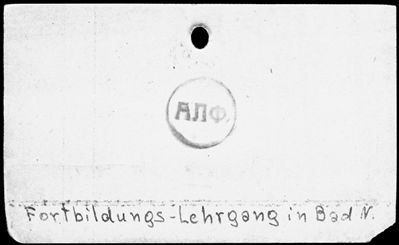 АЛФ.
Fortbildungs-Lehrgang in Bad N.